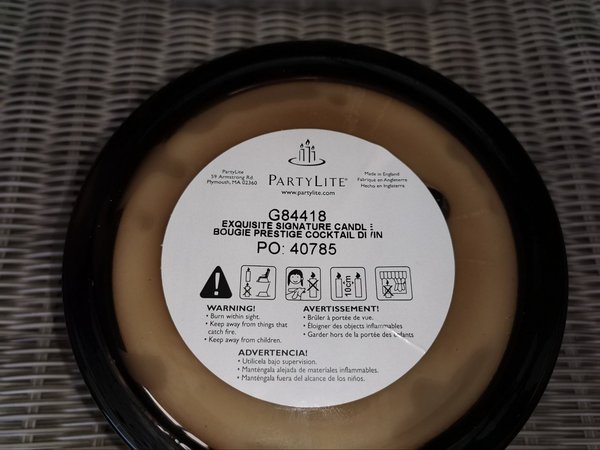 PARTYLITE®
www.partylite.com
PartyLite
59 Armstrong Rd.
Plymouth, MA 02360
Made in England
Fabriqué en Angleterre
Hecho en Inglaterra
G84418
EXQUISITE SIGNATURE CANDLE
BOUGIE PRESTIGE COCKTAIL DIVIN
PO: 40785
10cm
WARNING!
• Burn within sight.
• Keep away from things that
catch fire.
• Keep away from children.
AVERTISSEMENT!
• Brûler à portée de vue.
• Éloigner des objects inflammables
• Garder hors de la portée des enfants
ADVERTENCIA!
• Utilícela bajo supervision.
• Manténgala alejada de materiales inflammables.
• Manténgala fuera del alcance de los niños.